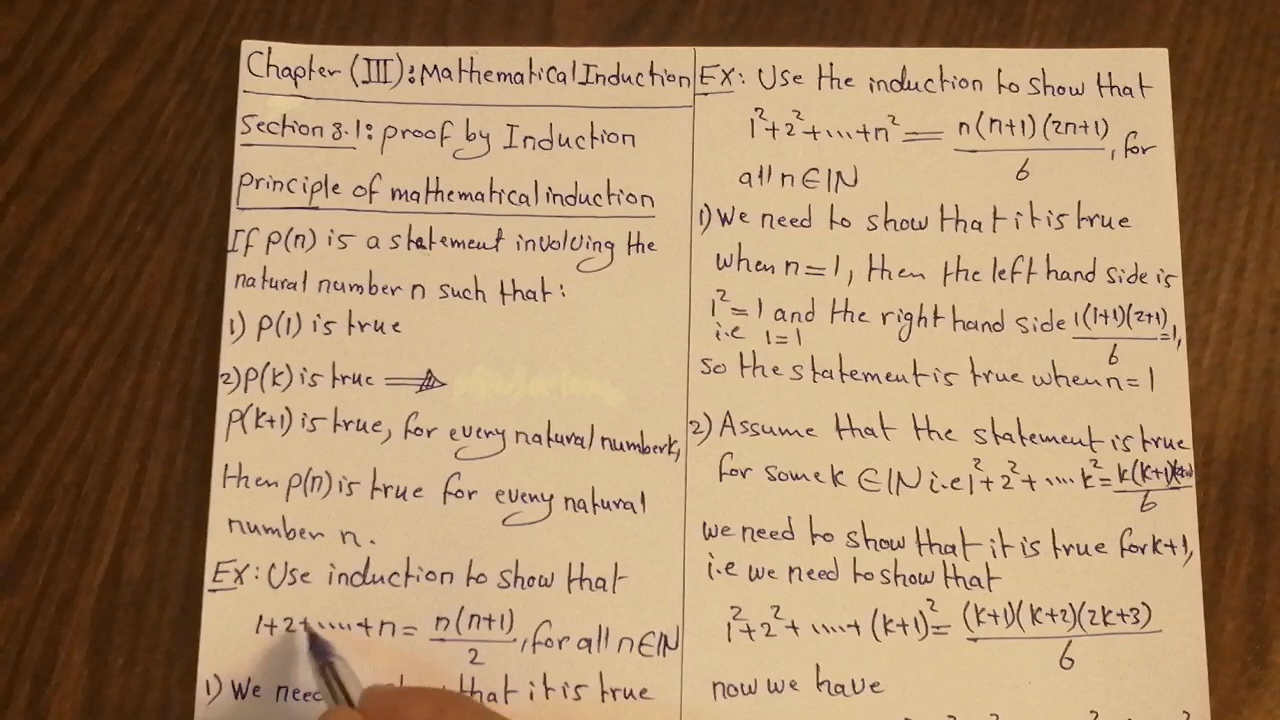 Chapter (III): Mathematical Induction
Section 3.1: proof by Induction
principle of mathematical induction
If P(n) is a statement involving the
natural number n such that:
1) P(1) is true
2) P(k) is true ⟹
P(k+1) is true, for every natural number k,
then p(n) is true for every natural
number n.
EX: Use induction to show that
1+2+.....+n = n(n+1)/2, for all n∈ℕ
1) We need that it is true
EX: Use the induction to show that
1²+2²+...+n² = n(n+1)(2n+1)/6, for
all n∈ℕ
1) We need to show that it is true
when n=1, then the left hand side is
1²=1 and the right hand side 1(1+1)(2+1)/6=1,
i.e 1=1
so the statement is true when n=1
2) Assume that the statement is true
for some k ∈ℕ i.e 1²+2²+....k²= k(k+1)/6
we need to show that it is true for k+1,
i.e we need to show that
1²+2²+.....+(k+1)²= (k+1)(k+2)(2k+3)/6
now we have